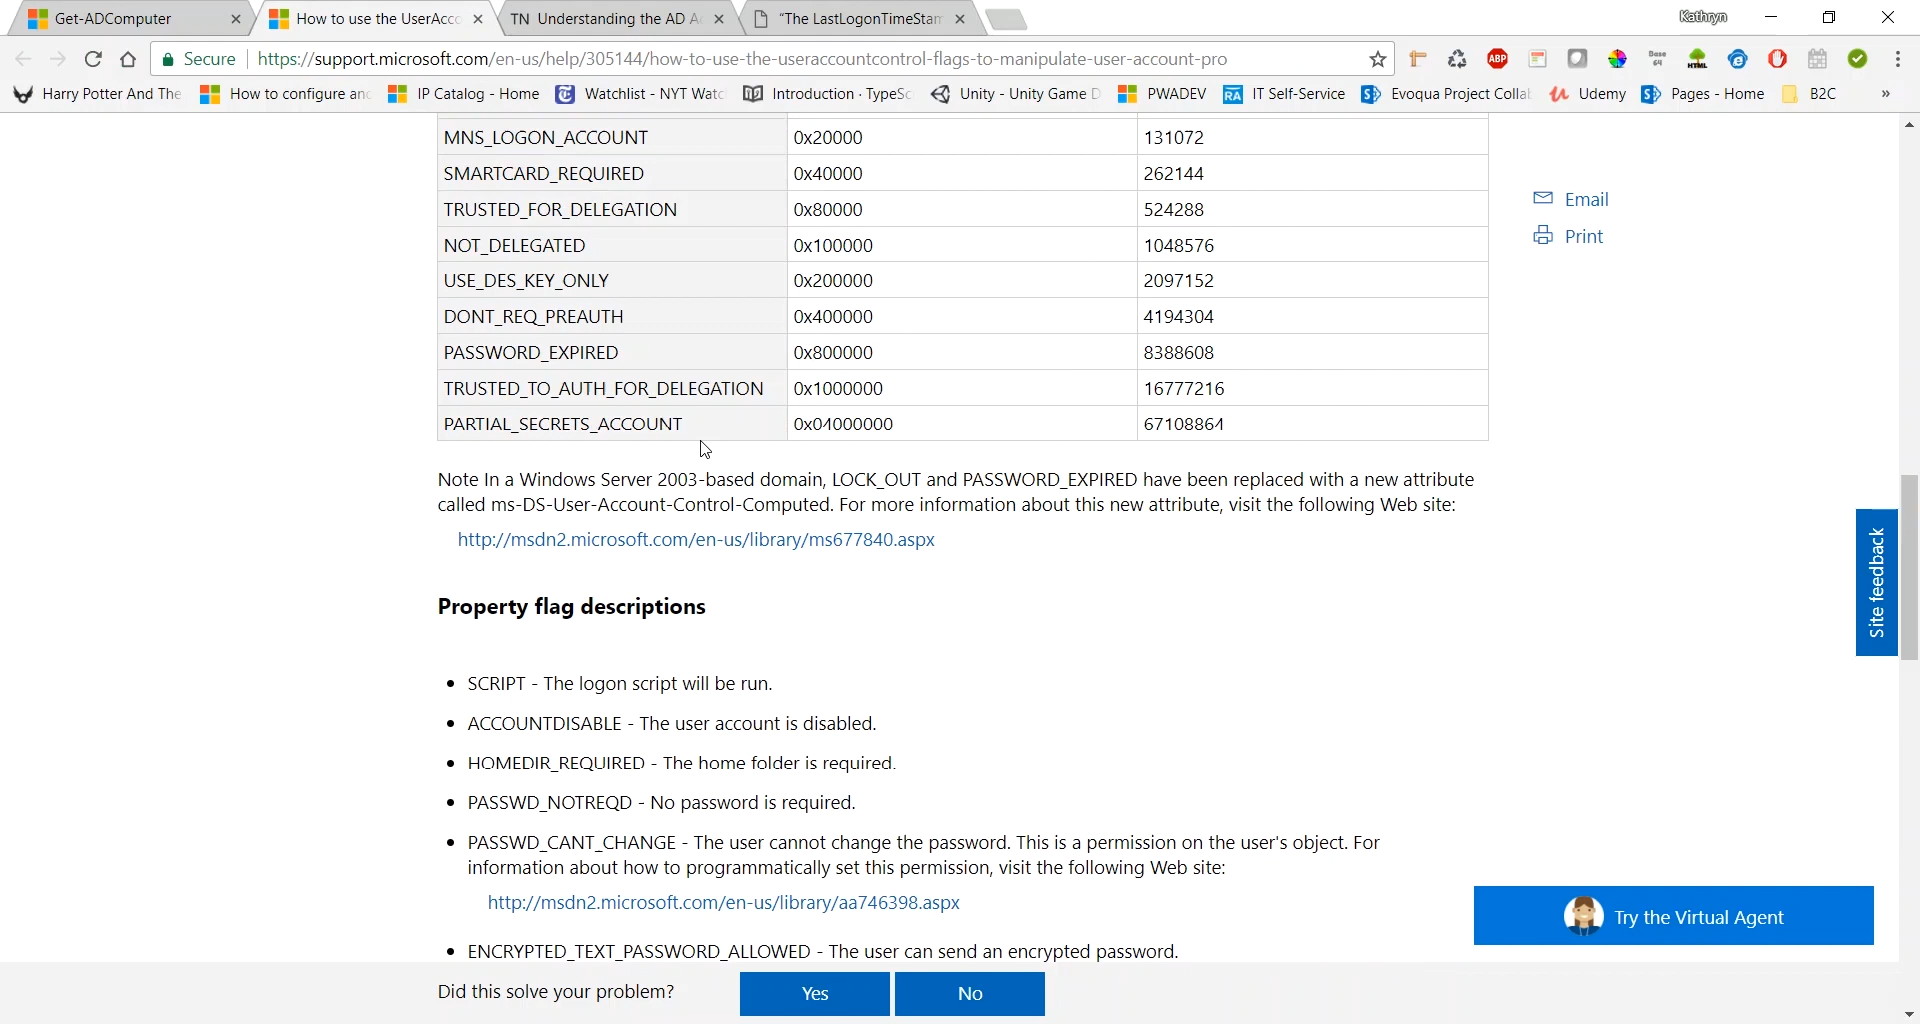 Get-ADComputer
How to use the UserAcco
TN Understanding the AD A
"The LastLogonTimeStam
Kathryn
Secure
https://support.microsoft.com/en-us/help/305144/how-to-use-the-useraccountcontrol-flags-to-manipulate-user-account-pro
ABP
Base 64
HTML
Harry Potter And The
How to configure and
IP Catalog - Home
Watchlist - NYT Watc
Introduction · TypeSc
Unity - Unity Game D
PWADEV
RA IT Self-Service
Evoqua Project Collab
Udemy
Pages - Home
B2C
»
MNS_LOGON_ACCOUNT 0x20000 131072
SMARTCARD_REQUIRED 0x40000 262144
TRUSTED_FOR_DELEGATION 0x80000 524288
NOT_DELEGATED 0x100000 1048576
USE_DES_KEY_ONLY 0x200000 2097152
DONT_REQ_PREAUTH 0x400000 4194304
PASSWORD_EXPIRED 0x800000 8388608
TRUSTED_TO_AUTH_FOR_DELEGATION 0x1000000 16777216
PARTIAL_SECRETS_ACCOUNT 0x04000000 67108864
Email
Print
Note In a Windows Server 2003-based domain, LOCK_OUT and PASSWORD_EXPIRED have been replaced with a new attribute
called ms-DS-User-Account-Control-Computed. For more information about this new attribute, visit the following Web site:
http://msdn2.microsoft.com/en-us/library/ms677840.aspx
Site feedback
Property flag descriptions
• SCRIPT - The logon script will be run.
• ACCOUNTDISABLE - The user account is disabled.
• HOMEDIR_REQUIRED - The home folder is required.
• PASSWD_NOTREQD - No password is required.
• PASSWD_CANT_CHANGE - The user cannot change the password. This is a permission on the user's object. For
information about how to programmatically set this permission, visit the following Web site:
http://msdn2.microsoft.com/en-us/library/aa746398.aspx
Try the Virtual Agent
• ENCRYPTED_TEXT_PASSWORD_ALLOWED - The user can send an encrypted password.
Did this solve your problem?
Yes
No